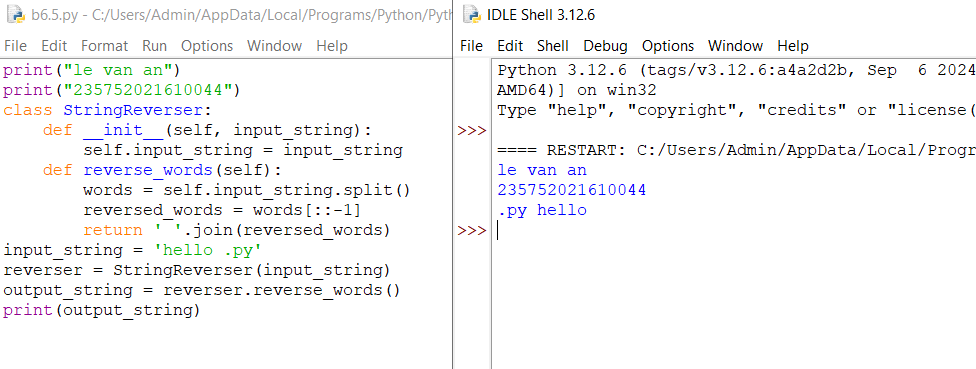 b6.5.py - C:/Users/Admin/AppData/Local/Programs/Python/Pyth
File Edit Format Run Options Window Help
print("le van an")
print("235752021610044")
class StringReverser:
    def __init__(self, input_string):
        self.input_string = input_string
    def reverse_words(self):
        words = self.input_string.split()
        reversed_words = words[::-1]
        return ' '.join(reversed_words)
input_string = 'hello .py'
reverser = StringReverser(input_string)
output_string = reverser.reverse_words()
print(output_string)
IDLE Shell 3.12.6
File Edit Shell Debug Options Window Help
Python 3.12.6 (tags/v3.12.6:a4a2d2b, Sep  6 2024
AMD64)] on win32
Type "help", "copyright", "credits" or "license(
>>>
==== RESTART: C:/Users/Admin/AppData/Local/Progr
le van an
235752021610044
.py hello
>>>